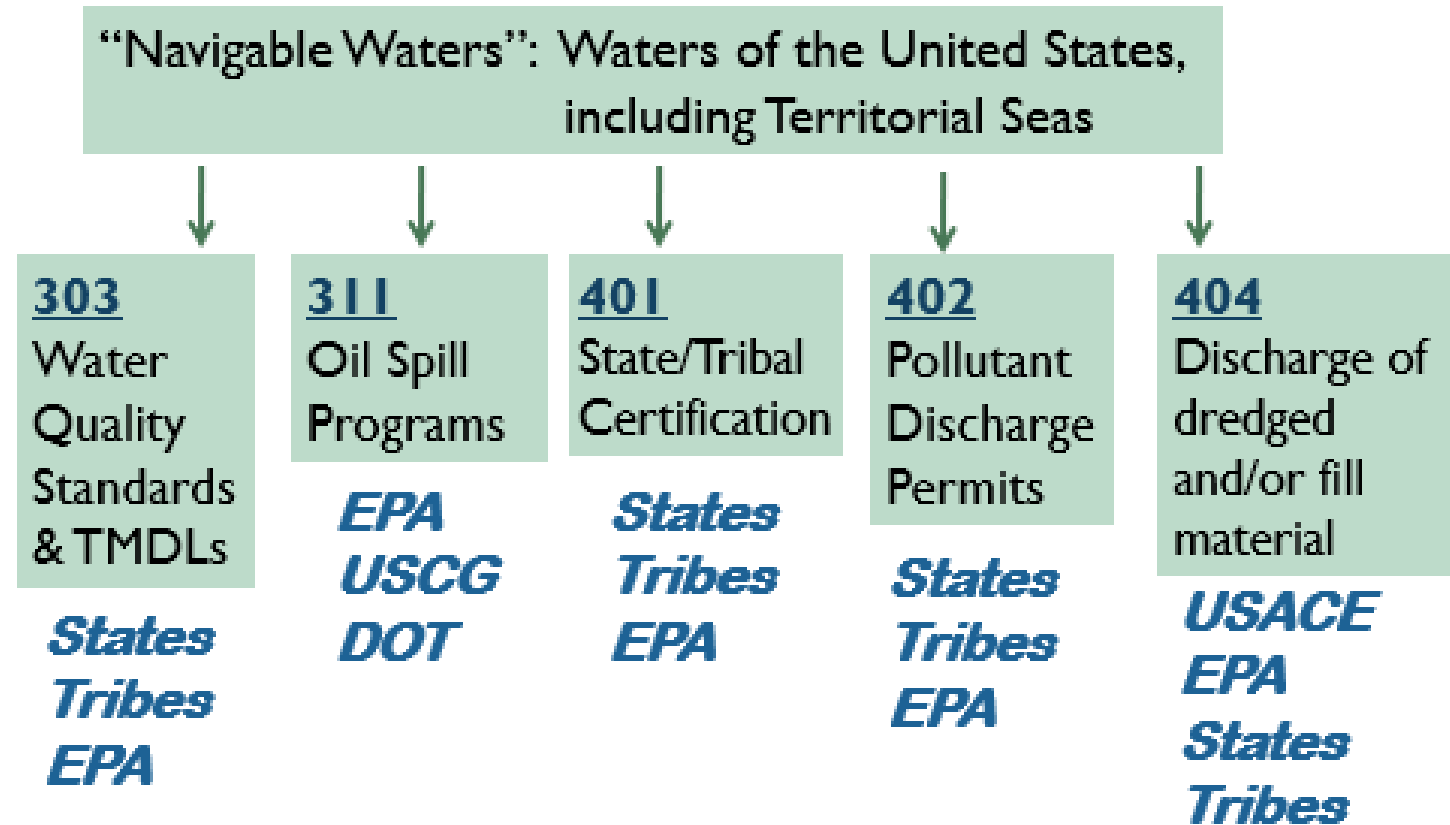 “Navigable Waters”: Waters of the United States,
including Territorial Seas
303
Water
Quality
Standards
& TMDLs
States
Tribes
EPA
311
Oil Spill
Programs
EPA
USCG
DOT
401
State/Tribal
Certification
States
Tribes
EPA
402
Pollutant
Discharge
Permits
States
Tribes
EPA
404
Discharge of
dredged
and/or fill
material
USACE
EPA
States
Tribes